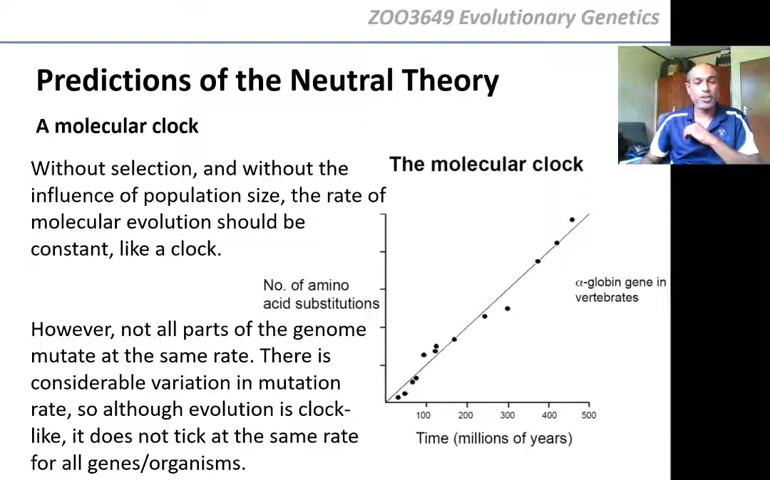 ZOO3649 Evolutionary Genetics
Predictions of the Neutral Theory
A molecular clock
Without selection, and without the
influence of population size, the rate of
molecular evolution should be
constant, like a clock.
However, not all parts of the genome
mutate at the same rate. There is
considerable variation in mutation
rate, so although evolution is clock-
like, it does not tick at the same rate
for all genes/organisms.
The molecular clock
No. of amino
acid substitutions
α-globin gene in
vertebrates
100 200 300 400 500
Time (millions of years)